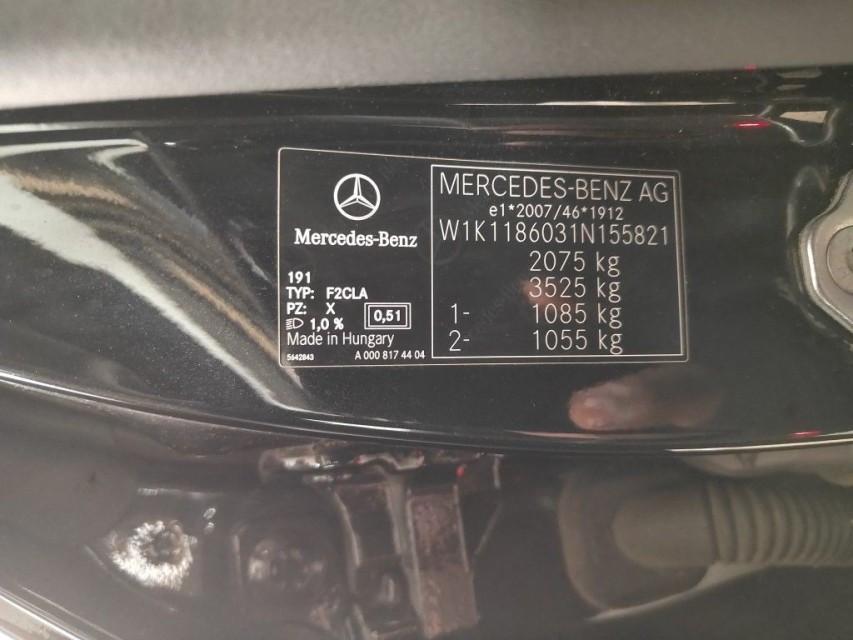 Mercedes-Benz
191
TYP: F2CLA
PZ: X
1,0 % 0,51
Made in Hungary
5642843 A 000 817 44 04
MERCEDES-BENZ AG
e1*2007/46*1912
W1K1186031N155821
2075 kg
3525 kg
1- 1085 kg
2- 1055 kg